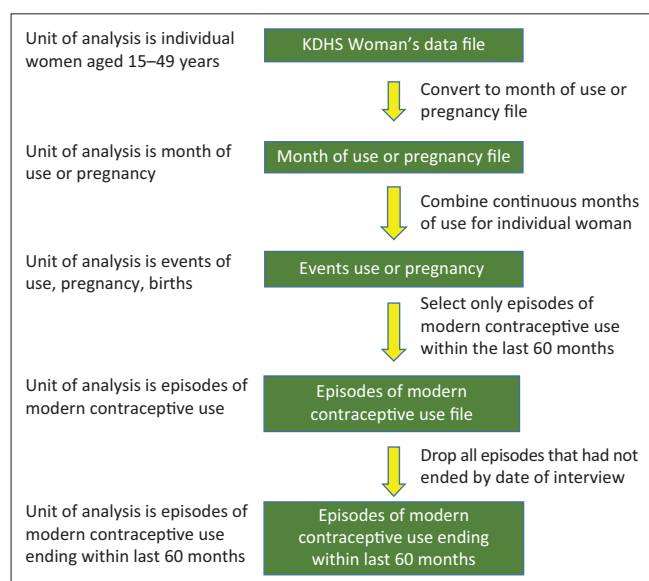 Unit of analysis is individual
women aged 15–49 years
KDHS Woman's data file
Convert to month of use or
pregnancy file
Unit of analysis is month of
use or pregnancy
Month of use or pregnancy file
Combine continuous months
of use for individual woman
Unit of analysis is events of
use, pregnancy, births
Events use or pregnancy
Select only episodes of
modern contraceptive use
within the last 60 months
Unit of analysis is episodes of
modern contraceptive use
Episodes of modern
contraceptive use file
Drop all episodes that had not
ended by date of interview
Unit of analysis is episodes of
modern contraceptive use
ending within last 60 months
Episodes of modern
contraceptive use ending
within last 60 months